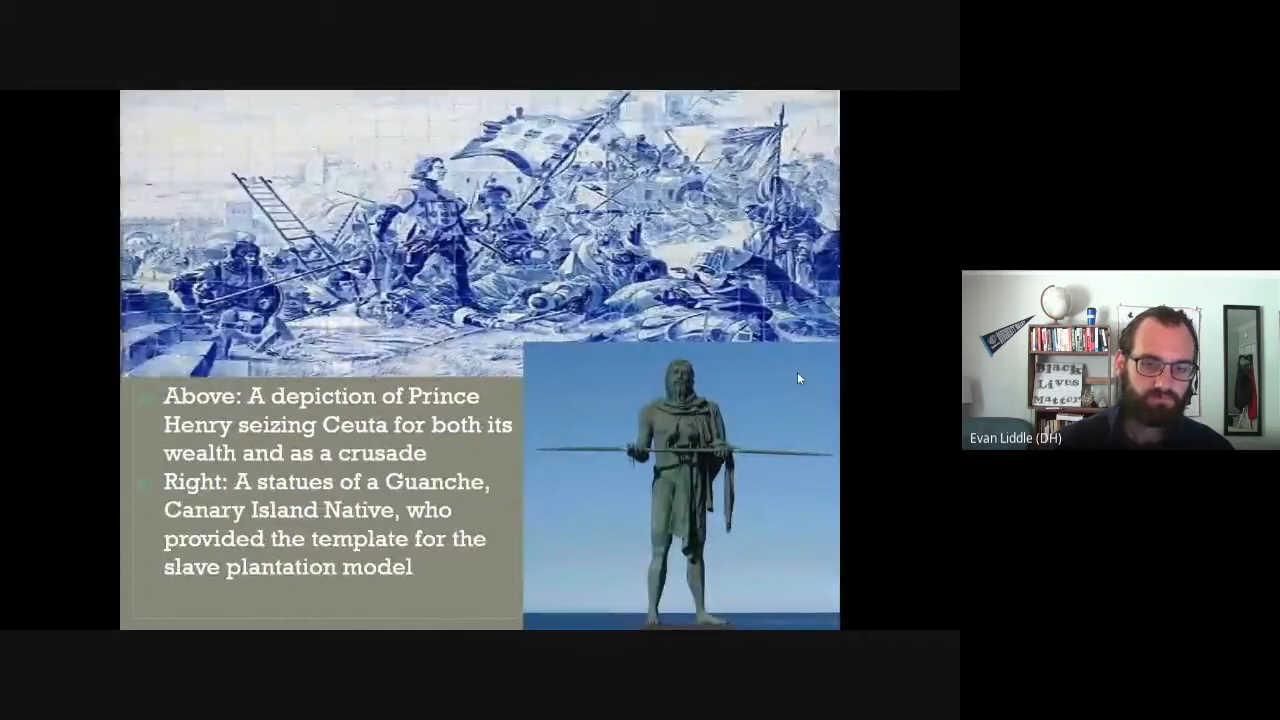 Above: A depiction of Prince
Henry seizing Ceuta for both its
wealth and as a crusade
Right: A statues of a Guanche,
Canary Island Native, who
provided the template for the
slave plantation model
Black
Lives
Matter
Evan Liddle (DH)